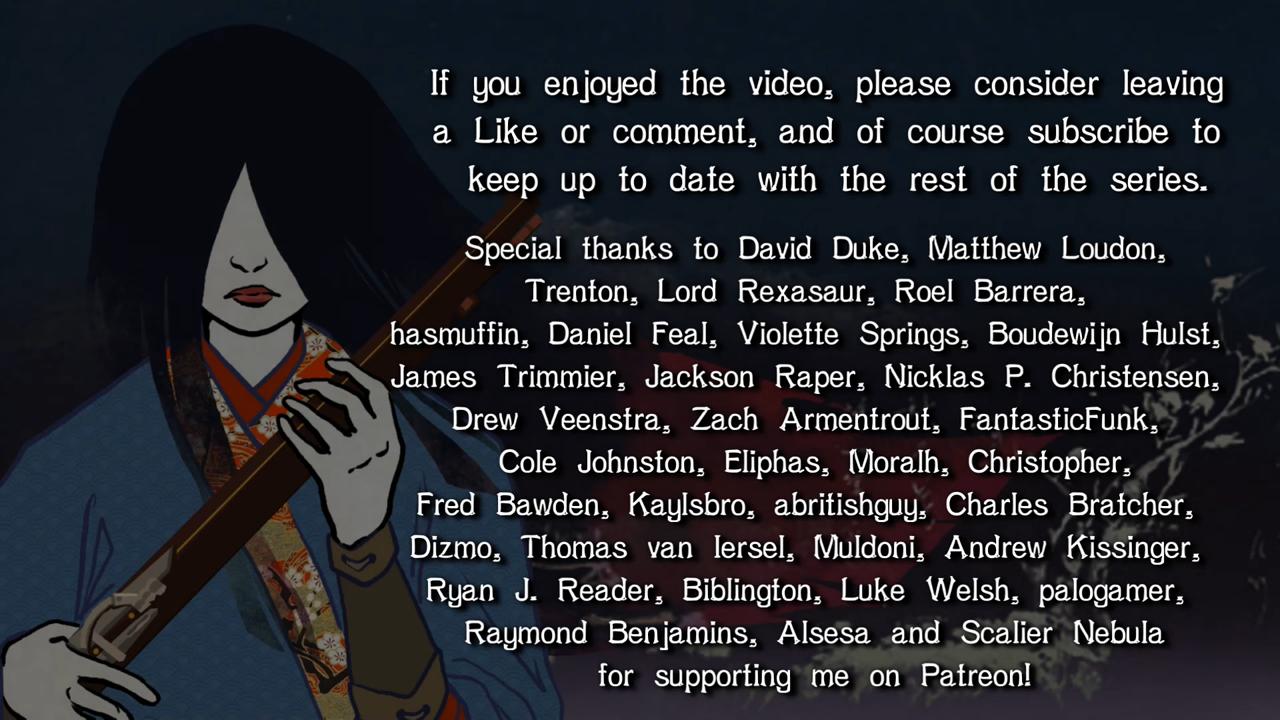 If you enjoyed the video, please consider leaving
a Like or comment, and of course subscribe to
keep up to date with the rest of the series.
Special thanks to David Duke, Matthew Loudon,
Trenton, Lord Rexasaur, Roel Barrera,
hasmuffin, Daniel Feal, Violette Springs, Boudewijn Hulst,
James Trimmier, Jackson Raper, Nicklas P. Christensen,
Drew Veenstra, Zach Armentrout, FantasticFunk,
Cole Johnston, Eliphas, Moralh, Christopher,
Fred Bawden, Kaylsbro, abritishguy, Charles Bratcher,
Dizmo, Thomas van Iersel, Muldoni, Andrew Kissinger,
Ryan J. Reader, Biblington, Luke Welsh, palogamer,
Raymond Benjamins, Alsesa and Scalier Nebula
for supporting me on Patreon!